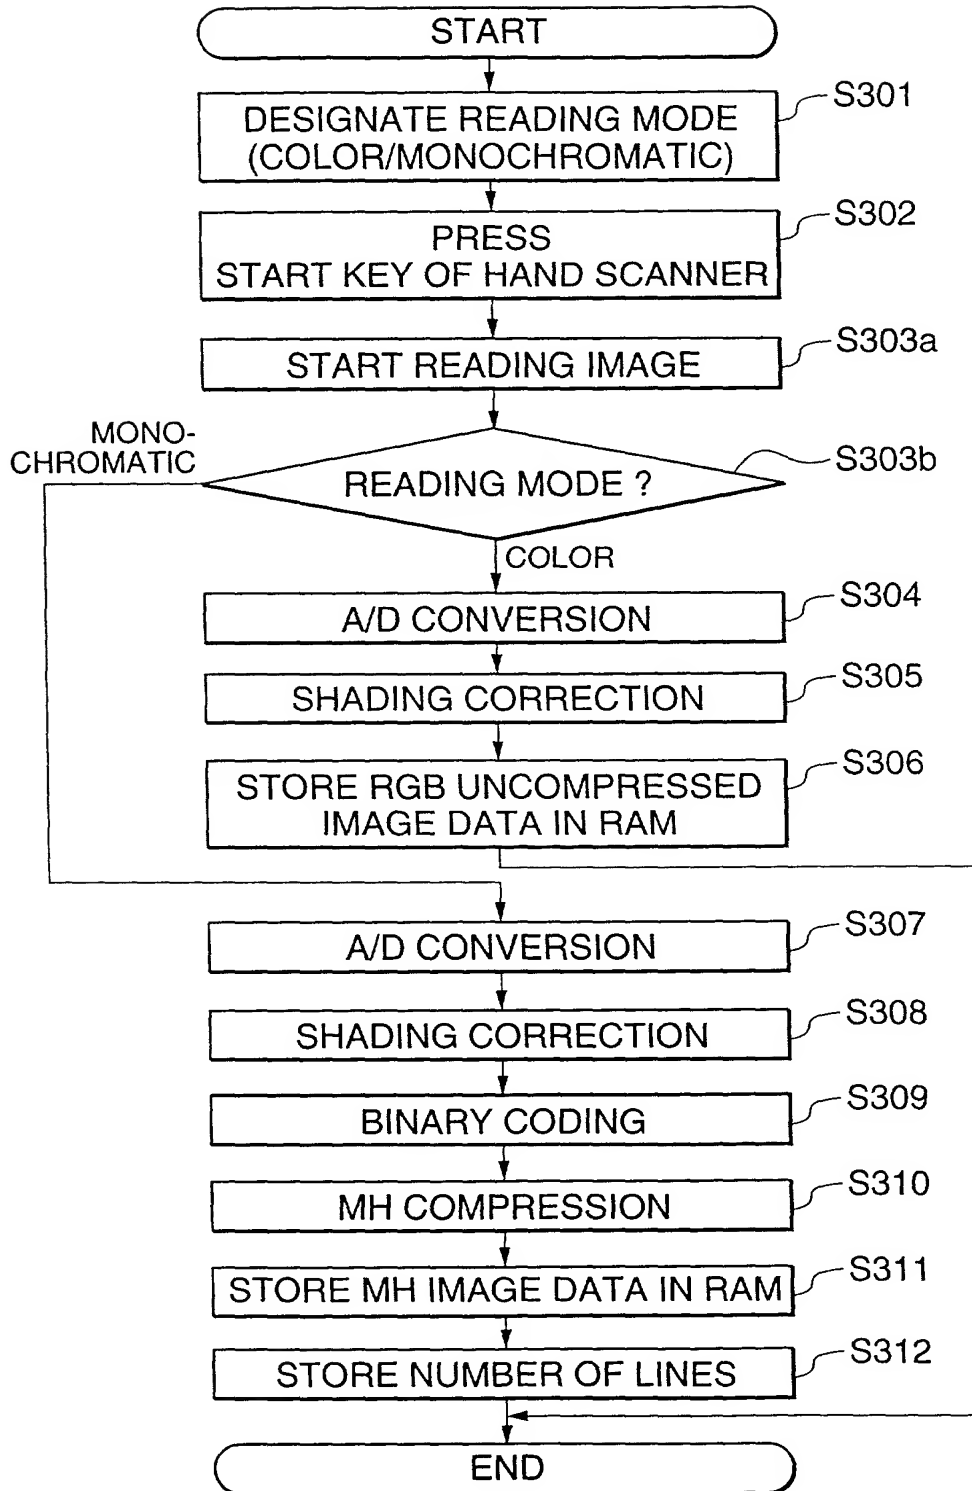 START
S301
DESIGNATE READING MODE
(COLOR/MONOCHROMATIC)
S302
PRESS
START KEY OF HAND SCANNER
S303a
START READING IMAGE
MONO-
CHROMATIC
S303b
READING MODE ?
COLOR
S304
A/D CONVERSION
S305
SHADING CORRECTION
S306
STORE RGB UNCOMPRESSED
IMAGE DATA IN RAM
S307
A/D CONVERSION
S308
SHADING CORRECTION
S309
BINARY CODING
S310
MH COMPRESSION
S311
STORE MH IMAGE DATA IN RAM
S312
STORE NUMBER OF LINES
END